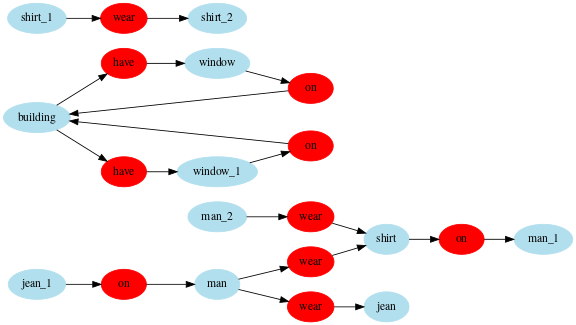 shirt_1 wear shirt_2
have window
on
building
on
have window_1
man_2 wear
shirt on man_1
wear
jean_1 on man
wear jean